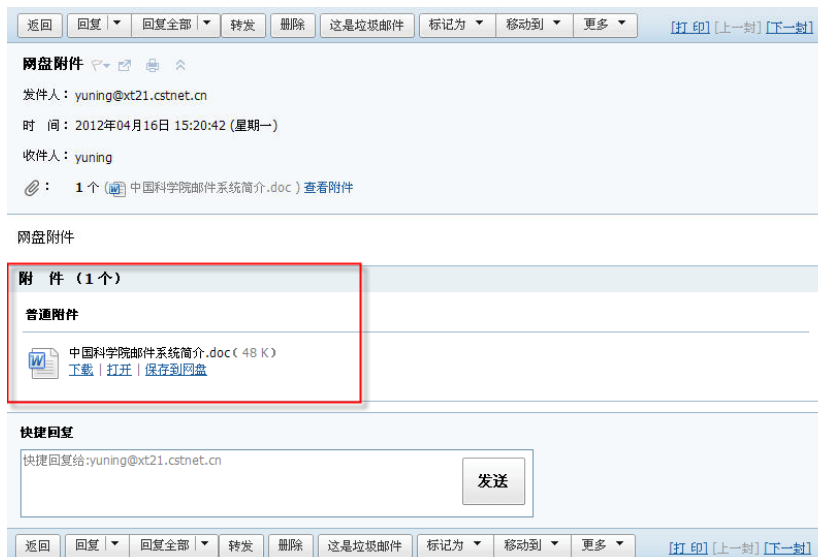 返回 回复 回复全部 转发 删除 这是垃圾邮件 标记为 移动到 更多 [打 印] [上一封] [下一封]
网盘附件
发件人：yuning@xt21.cstnet.cn
时 间：2012年04月16日 15:20:42 (星期一)
收件人：yuning
： 1 个 (中国科学院邮件系统简介.doc ) 查看附件
网盘附件
附 件（1个）
普通附件
中国科学院邮件系统简介.doc( 48 K)
下载 | 打开 | 保存到网盘
快捷回复
快捷回复给:yuning@xt21.cstnet.cn
发送
返回 回复 回复全部 转发 删除 这是垃圾邮件 标记为 移动到 更多 [打 印] [上一封] [下一封]